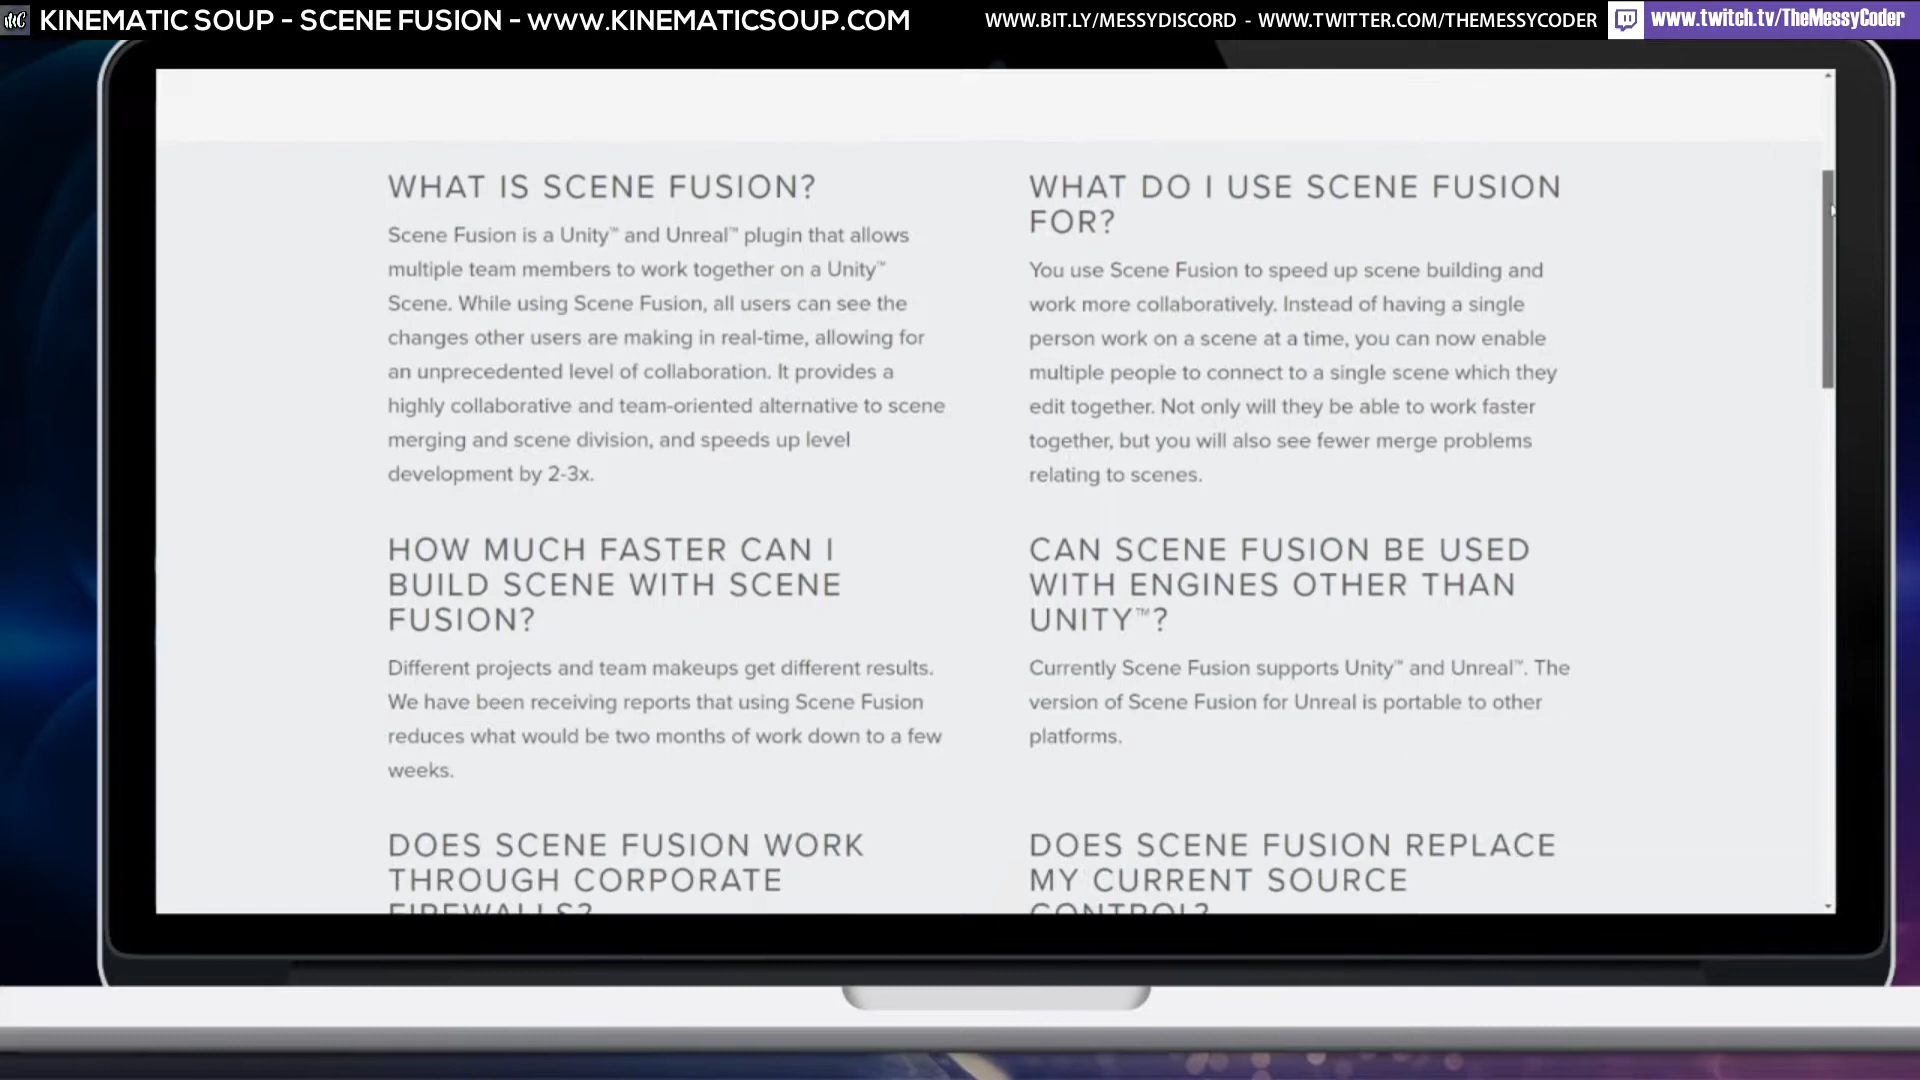 KINEMATIC SOUP - SCENE FUSION - www.KINEMATICSOUP.COM
WWW.BIT.LY/MESSYDISCORD - WWW.TWITTER.COM/THEMESSYCODER
www.twitch.tv/TheMessyCoder
WHAT IS SCENE FUSION?
Scene Fusion is a Unity™ and Unreal™ plugin that allows
multiple team members to work together on a Unity™
Scene. While using Scene Fusion, all users can see the
changes other users are making in real-time, allowing for
an unprecedented level of collaboration. It provides a
highly collaborative and team-oriented alternative to scene
merging and scene division, and speeds up level
development by 2-3x.
WHAT DO I USE SCENE FUSION
FOR?
You use Scene Fusion to speed up scene building and
work more collaboratively. Instead of having a single
person work on a scene at a time, you can now enable
multiple people to connect to a single scene which they
edit together. Not only will they be able to work faster
together, but you will also see fewer merge problems
relating to scenes.
HOW MUCH FASTER CAN I
BUILD SCENE WITH SCENE
FUSION?
Different projects and team makeups get different results.
We have been receiving reports that using Scene Fusion
reduces what would be two months of work down to a few
weeks.
CAN SCENE FUSION BE USED
WITH ENGINES OTHER THAN
UNITY™?
Currently Scene Fusion supports Unity™ and Unreal™. The
version of Scene Fusion for Unreal is portable to other
platforms.
DOES SCENE FUSION WORK
THROUGH CORPORATE
FIREWALLS?
DOES SCENE FUSION REPLACE
MY CURRENT SOURCE
CONTROL?